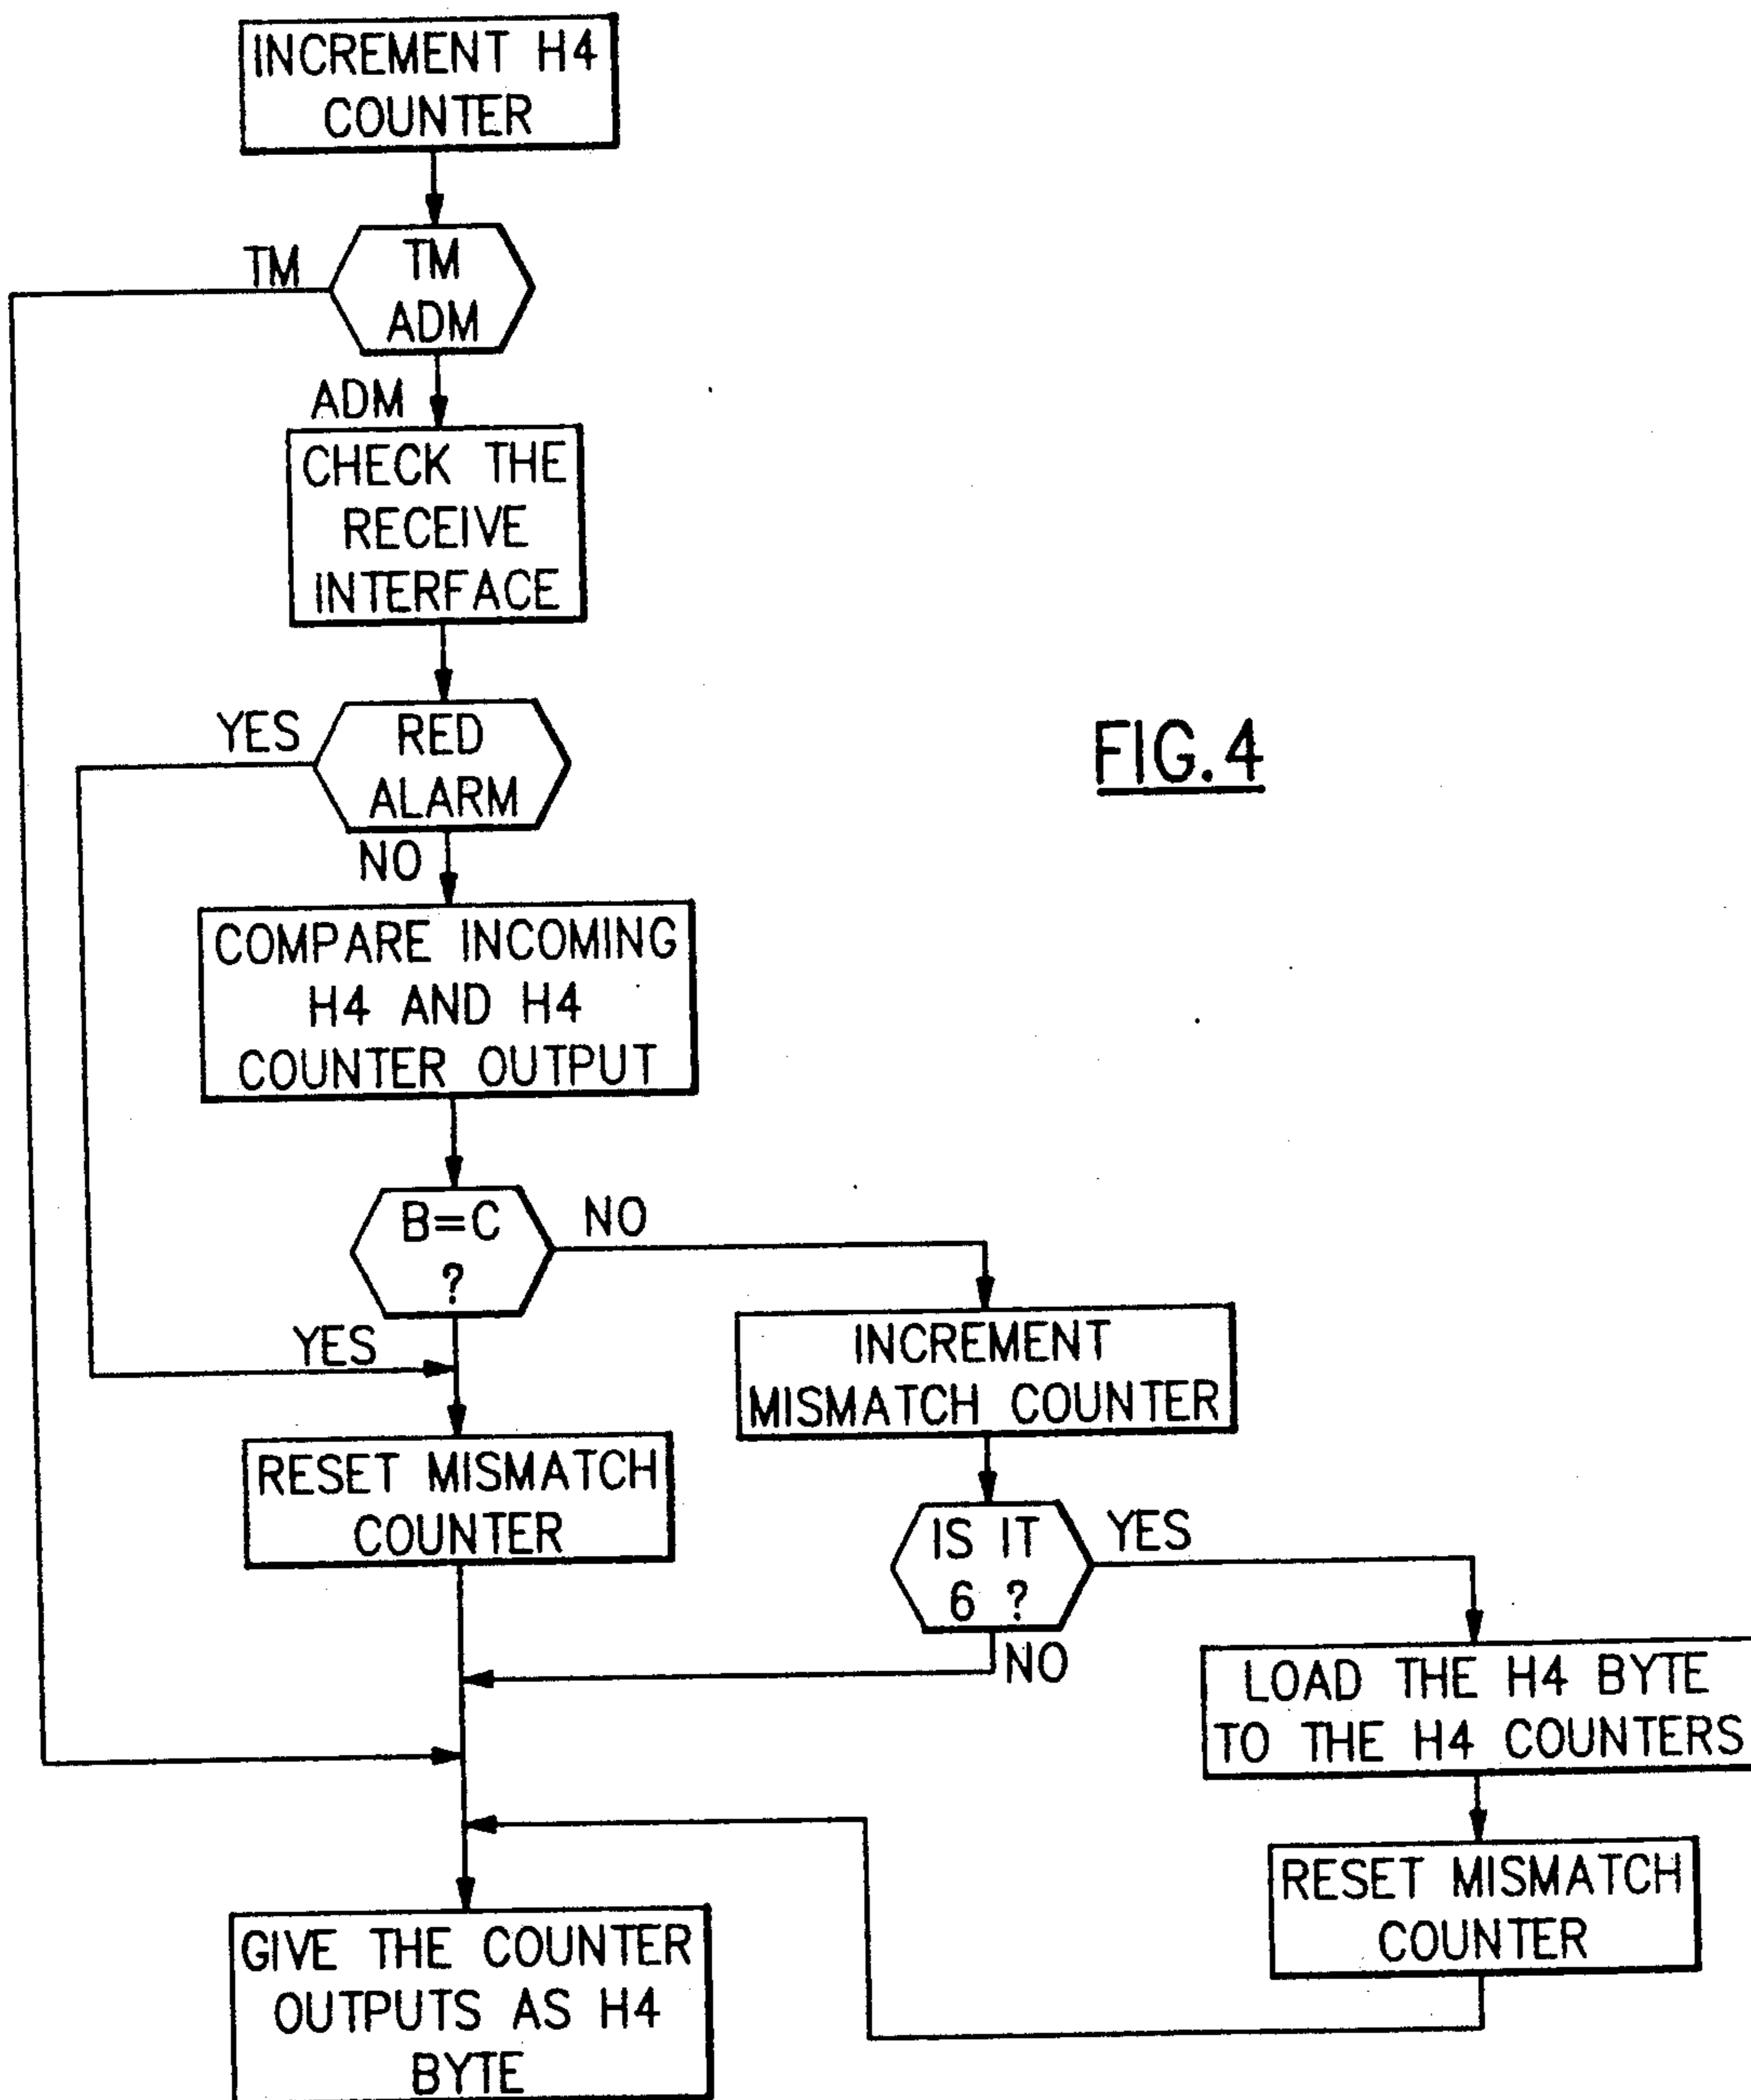 INCREMENT H4
COUNTER
TM
TM
ADM
ADM
CHECK THE
RECEIVE
INTERFACE
YES
RED
ALARM
NO
FIG.4
COMPARE INCOMING
H4 AND H4
COUNTER OUTPUT
B=C
?
NO
YES
INCREMENT
MISMATCH COUNTER
RESET MISMATCH
COUNTER
IS IT
6 ?
YES
NO
LOAD THE H4 BYTE
TO THE H4 COUNTERS
RESET MISMATCH
COUNTER
GIVE THE COUNTER
OUTPUTS AS H4
BYTE